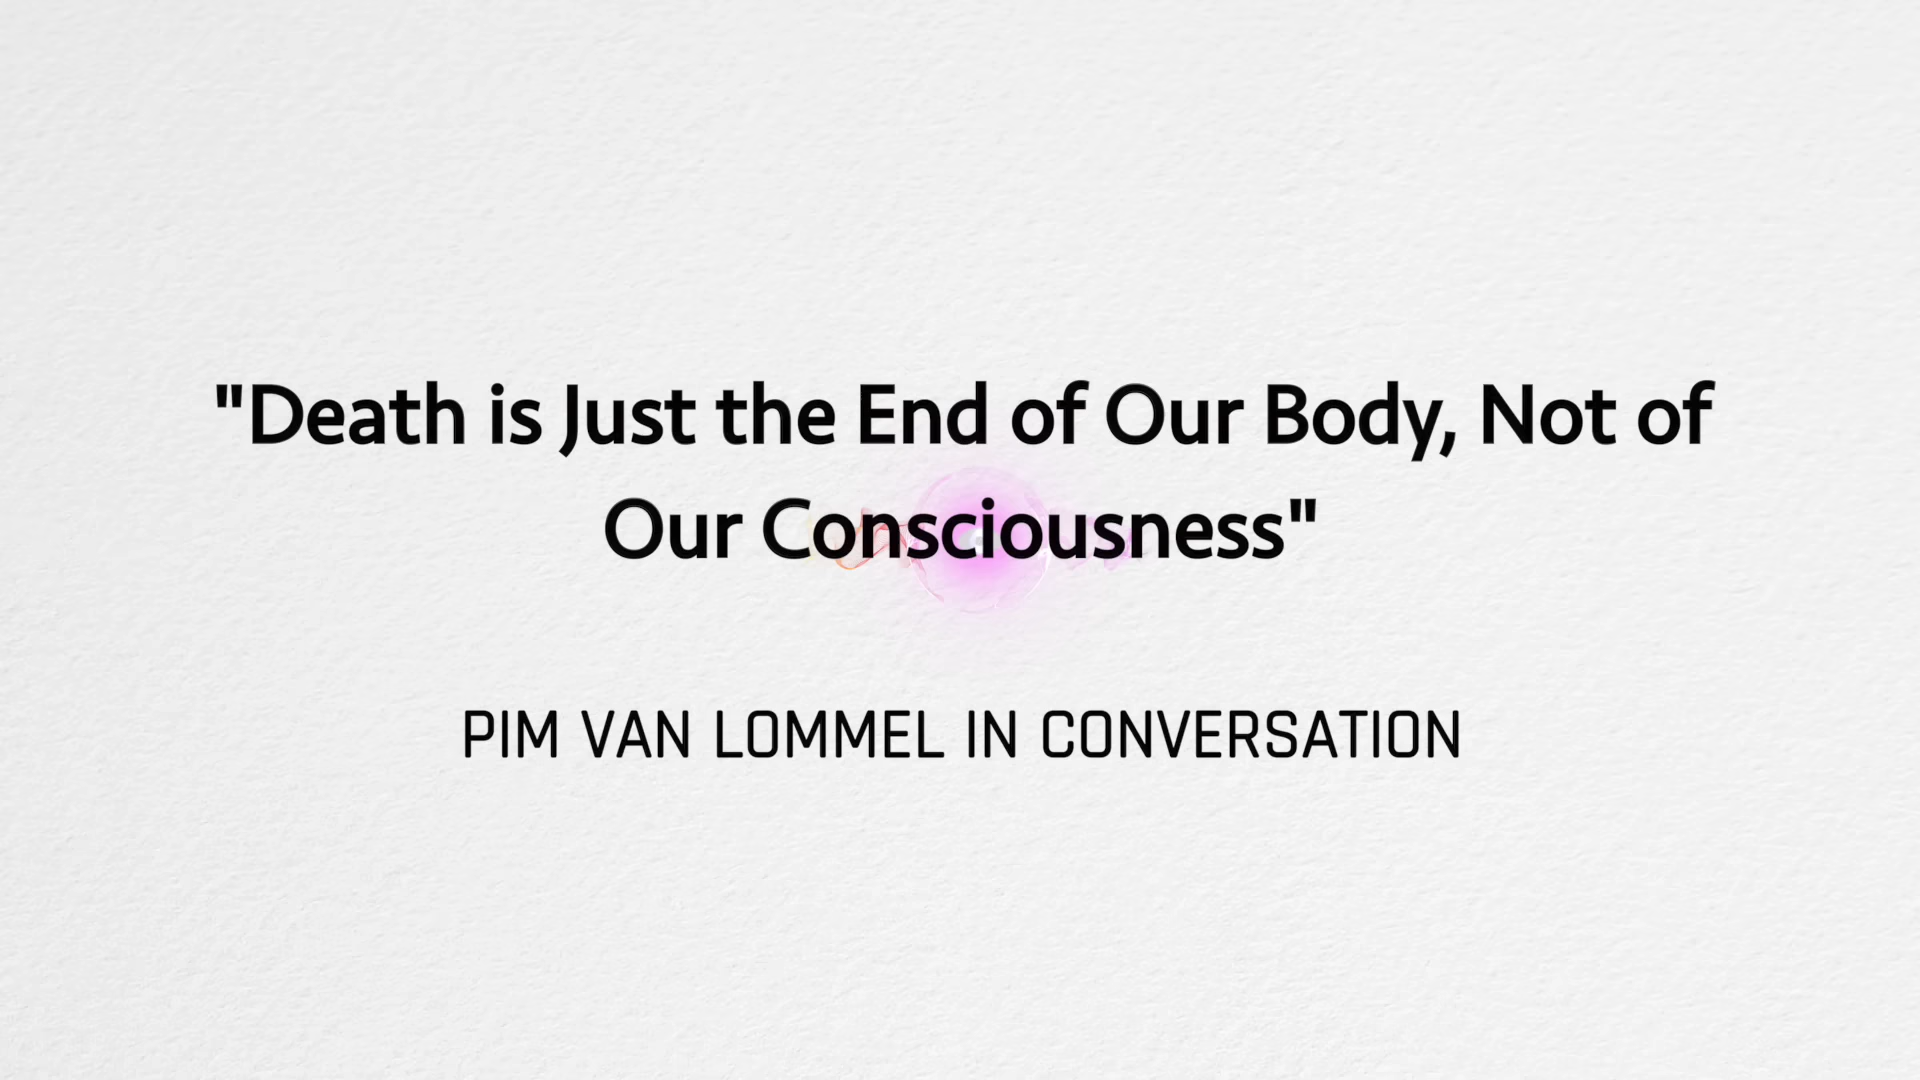 "Death is Just the End of Our Body, Not of
Our Consciousness"
PIM VAN LOMMEL IN CONVERSATION